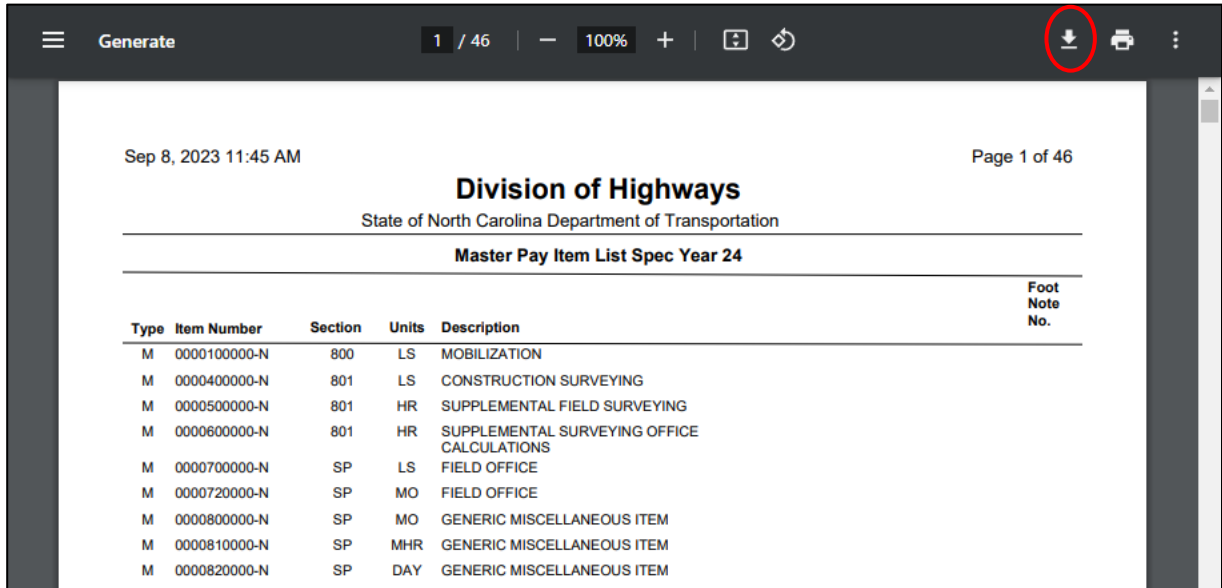 Generate 1 / 46 100%
Sep 8, 2023 11:45 AM Page 1 of 46
Division of Highways
State of North Carolina Department of Transportation
Master Pay Item List Spec Year 24
Foot
Note
Type Item Number Section Units Description No.
M 0000100000-N 800 LS MOBILIZATION
M 0000400000-N 801 LS CONSTRUCTION SURVEYING
M 0000500000-N 801 HR SUPPLEMENTAL FIELD SURVEYING
M 0000600000-N 801 HR SUPPLEMENTAL SURVEYING OFFICE
CALCULATIONS
M 0000700000-N SP LS FIELD OFFICE
M 0000720000-N SP MO FIELD OFFICE
M 0000800000-N SP MO GENERIC MISCELLANEOUS ITEM
M 0000810000-N SP MHR GENERIC MISCELLANEOUS ITEM
M 0000820000-N SP DAY GENERIC MISCELLANEOUS ITEM